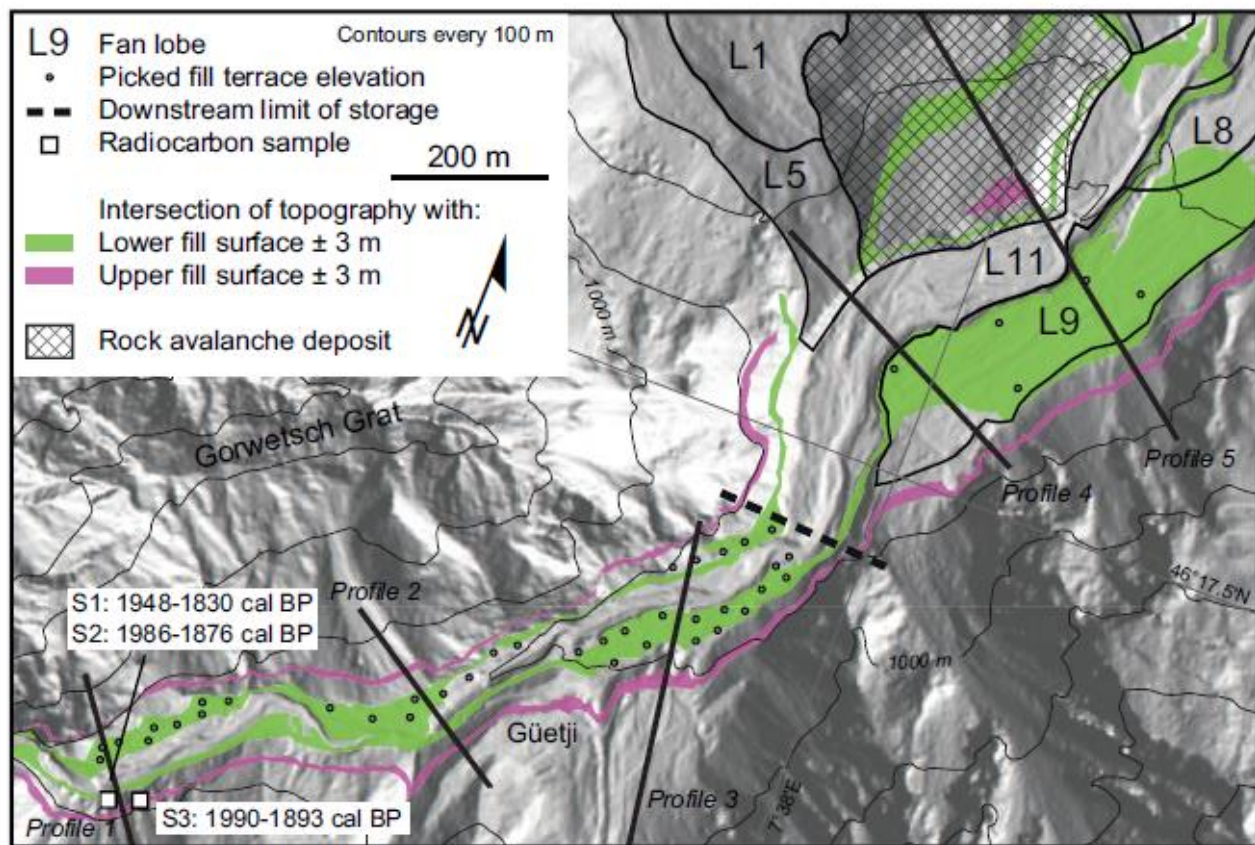 L9 Fan lobe
Contours every 100 m
Picked fill terrace elevation
Downstream limit of storage
Radiocarbon sample
200 m
Intersection of topography with:
Lower fill surface ± 3 m
Upper fill surface ± 3 m
Rock avalanche deposit
N
L1
L5
L8
L11
L9
1000 m
Gorwetsch Grat
Profile 5
Profile 4
46°17.5'N
Profile 2
S1: 1948-1830 cal BP
S2: 1986-1876 cal BP
1000 m
Güetji
Profile 3
7°38'E
Profile 1
S3: 1990-1893 cal BP